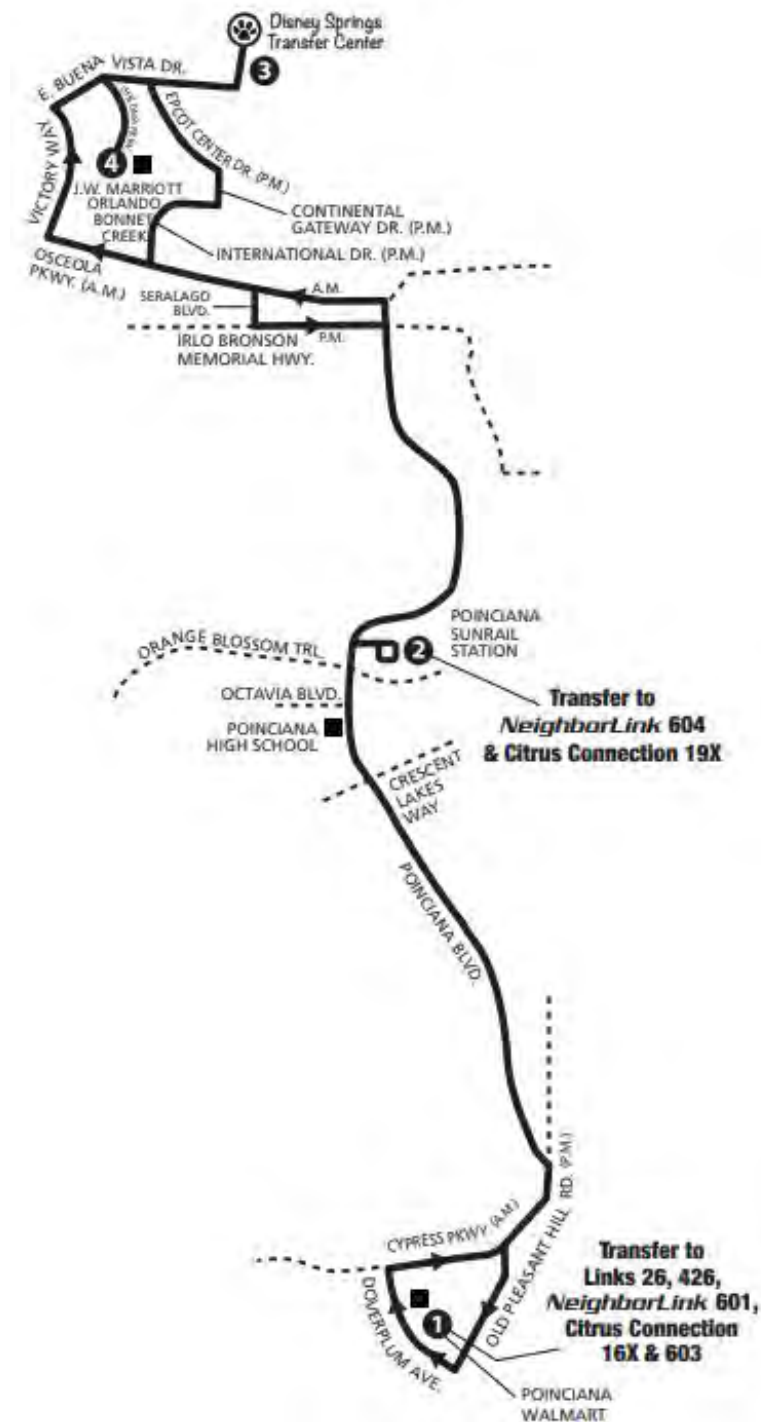 Disney Springs
Transfer Center
3
E. BUENA VISTA DR.
EPCOT CENTER DR. (P.M.)
VICTORY WAY
4
J.W. MARRIOTT
ORLANDO
BONNET
CREEK
CONTINENTAL
GATEWAY DR. (P.M.)
INTERNATIONAL DR. (P.M.)
OSCEOLA
PKWY. (A.M.)
A.M.
SERALAGO
BLVD.
P.M.
IRLO BRONSON
MEMORIAL HWY.
POINCIANA
SUNRAIL
STATION
2
ORANGE BLOSSOM TRL.
OCTAVIA BLVD.
POINCIANA
HIGH SCHOOL
Transfer to
NeighborLink 604
& Citrus Connection 19X
CRESCENT
LAKES
WAY
POINCIANA BLVD.
CYPRESS PKWY. (A.M.)
OLD PLEASANT HILL RD. (P.M.)
DOVERPLUM AVE.
1
Transfer to
Links 26, 426,
NeighborLink 601,
Citrus Connection
16X & 603
POINCIANA
WALMART